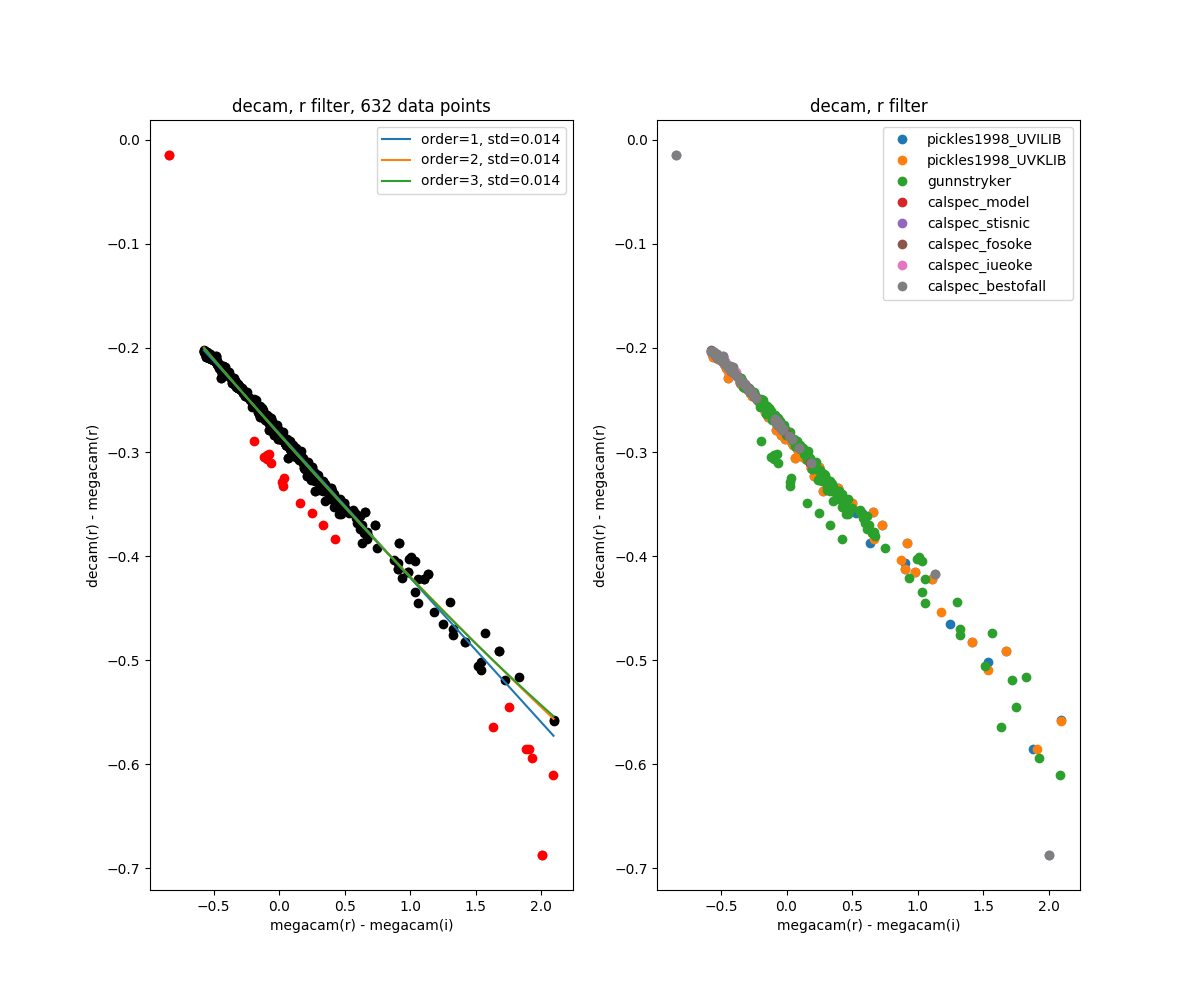 decam, r filter, 632 data points
order=1, std=0.014
order=2, std=0.014
order=3, std=0.014
0.0
−0.1
−0.2
−0.3
−0.4
−0.5
−0.6
−0.7
decam(r) - megacam(r)
−0.5
0.0
0.5
1.0
1.5
2.0
megacam(r) - megacam(i)
decam, r filter
pickles1998_UVILIB
pickles1998_UVKLIB
gunnstryker
calspec_model
calspec_stisnic
calspec_fosoke
calspec_iueoke
calspec_bestofall
0.0
−0.1
−0.2
−0.3
−0.4
−0.5
−0.6
−0.7
decam(r) - megacam(r)
−0.5
0.0
0.5
1.0
1.5
2.0
megacam(r) - megacam(i)